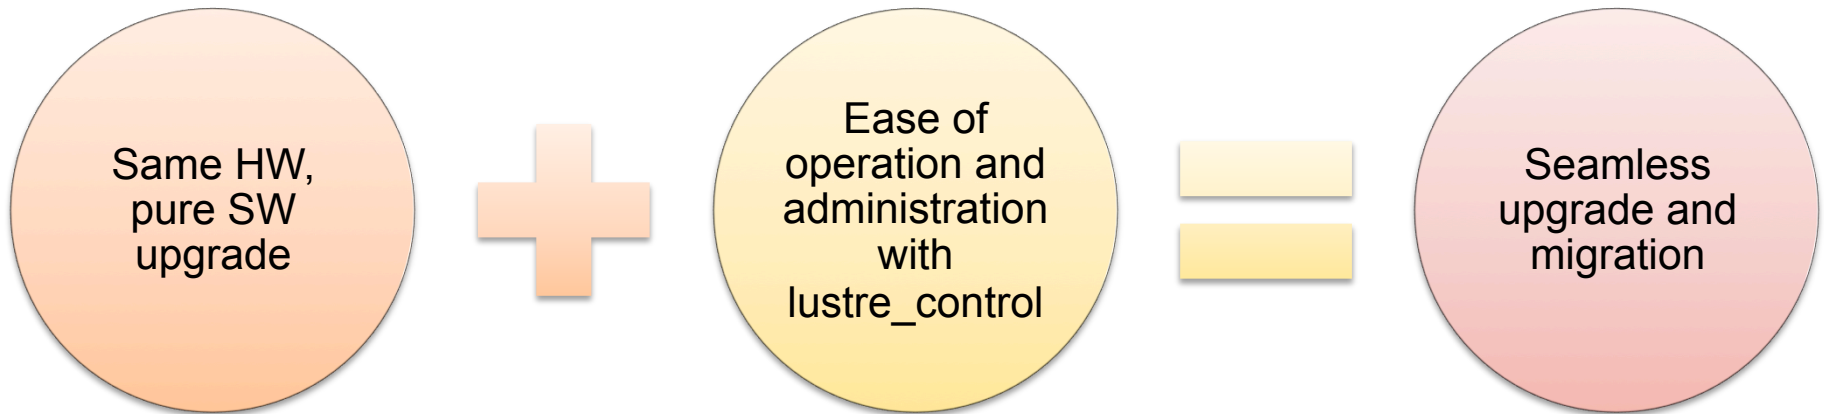 Same HW,
pure SW
upgrade
Ease of
operation and
administration
with
lustre_control
Seamless
upgrade and
migration